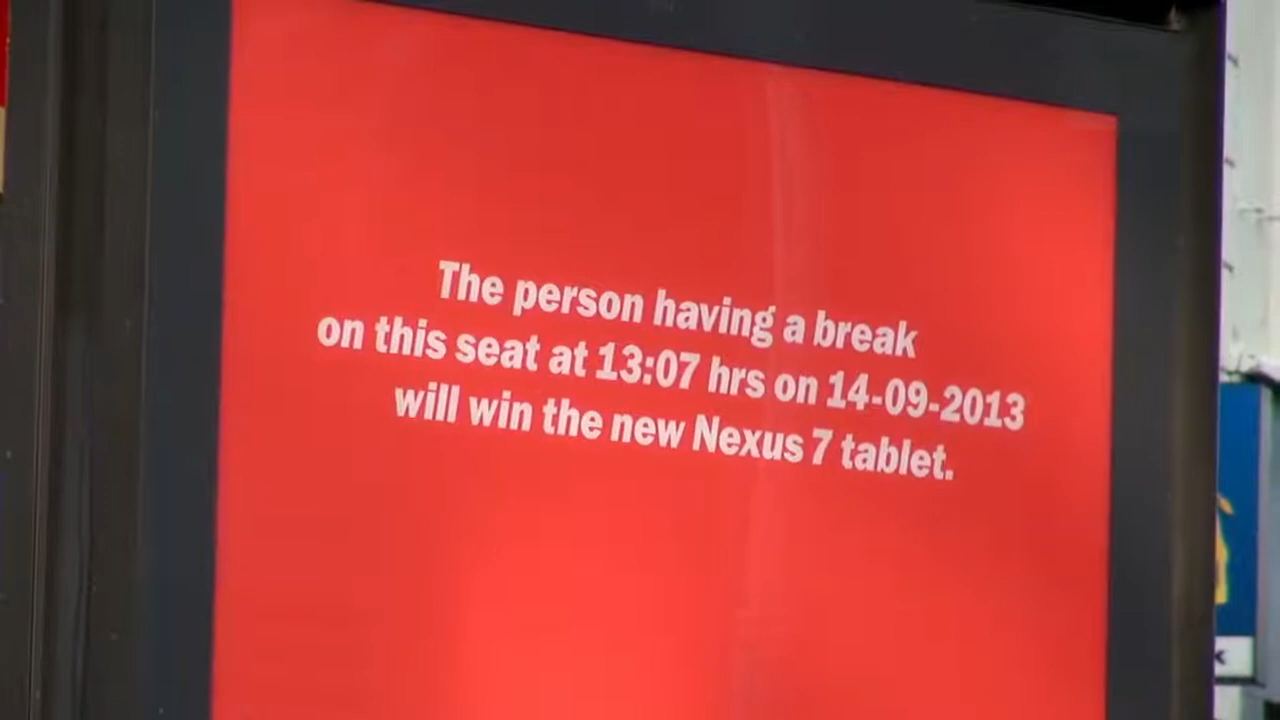 The person having a break
on this seat at 13:07 hrs on 14-09-2013
will win the new Nexus 7 tablet.